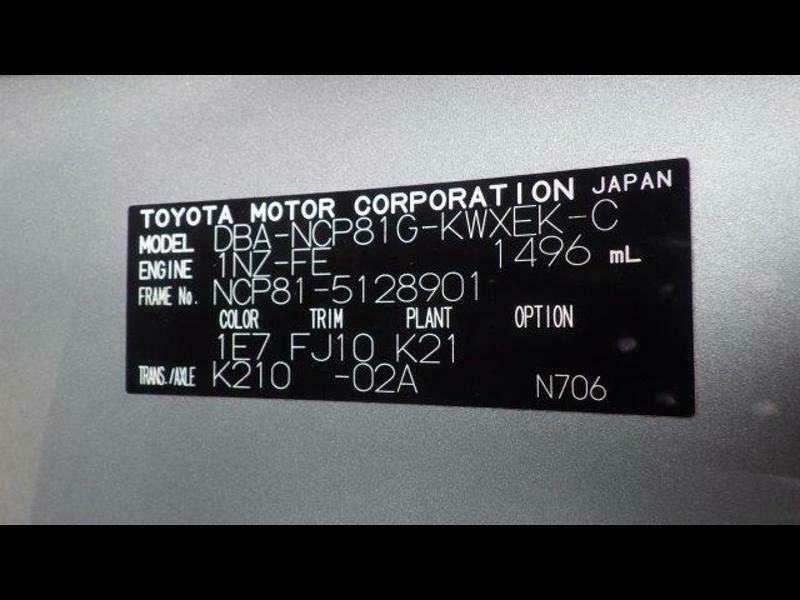 TOYOTA MOTOR CORPORATION JAPAN
MODEL DBA-NCP81G-KWXEK-C
ENGINE 1NZ-FE 1496 mL
FRAME No. NCP81-5128901
COLOR TRIM PLANT OPTION
1E7 FJ10 K21
TRANS./AXLE K210 -02A N706